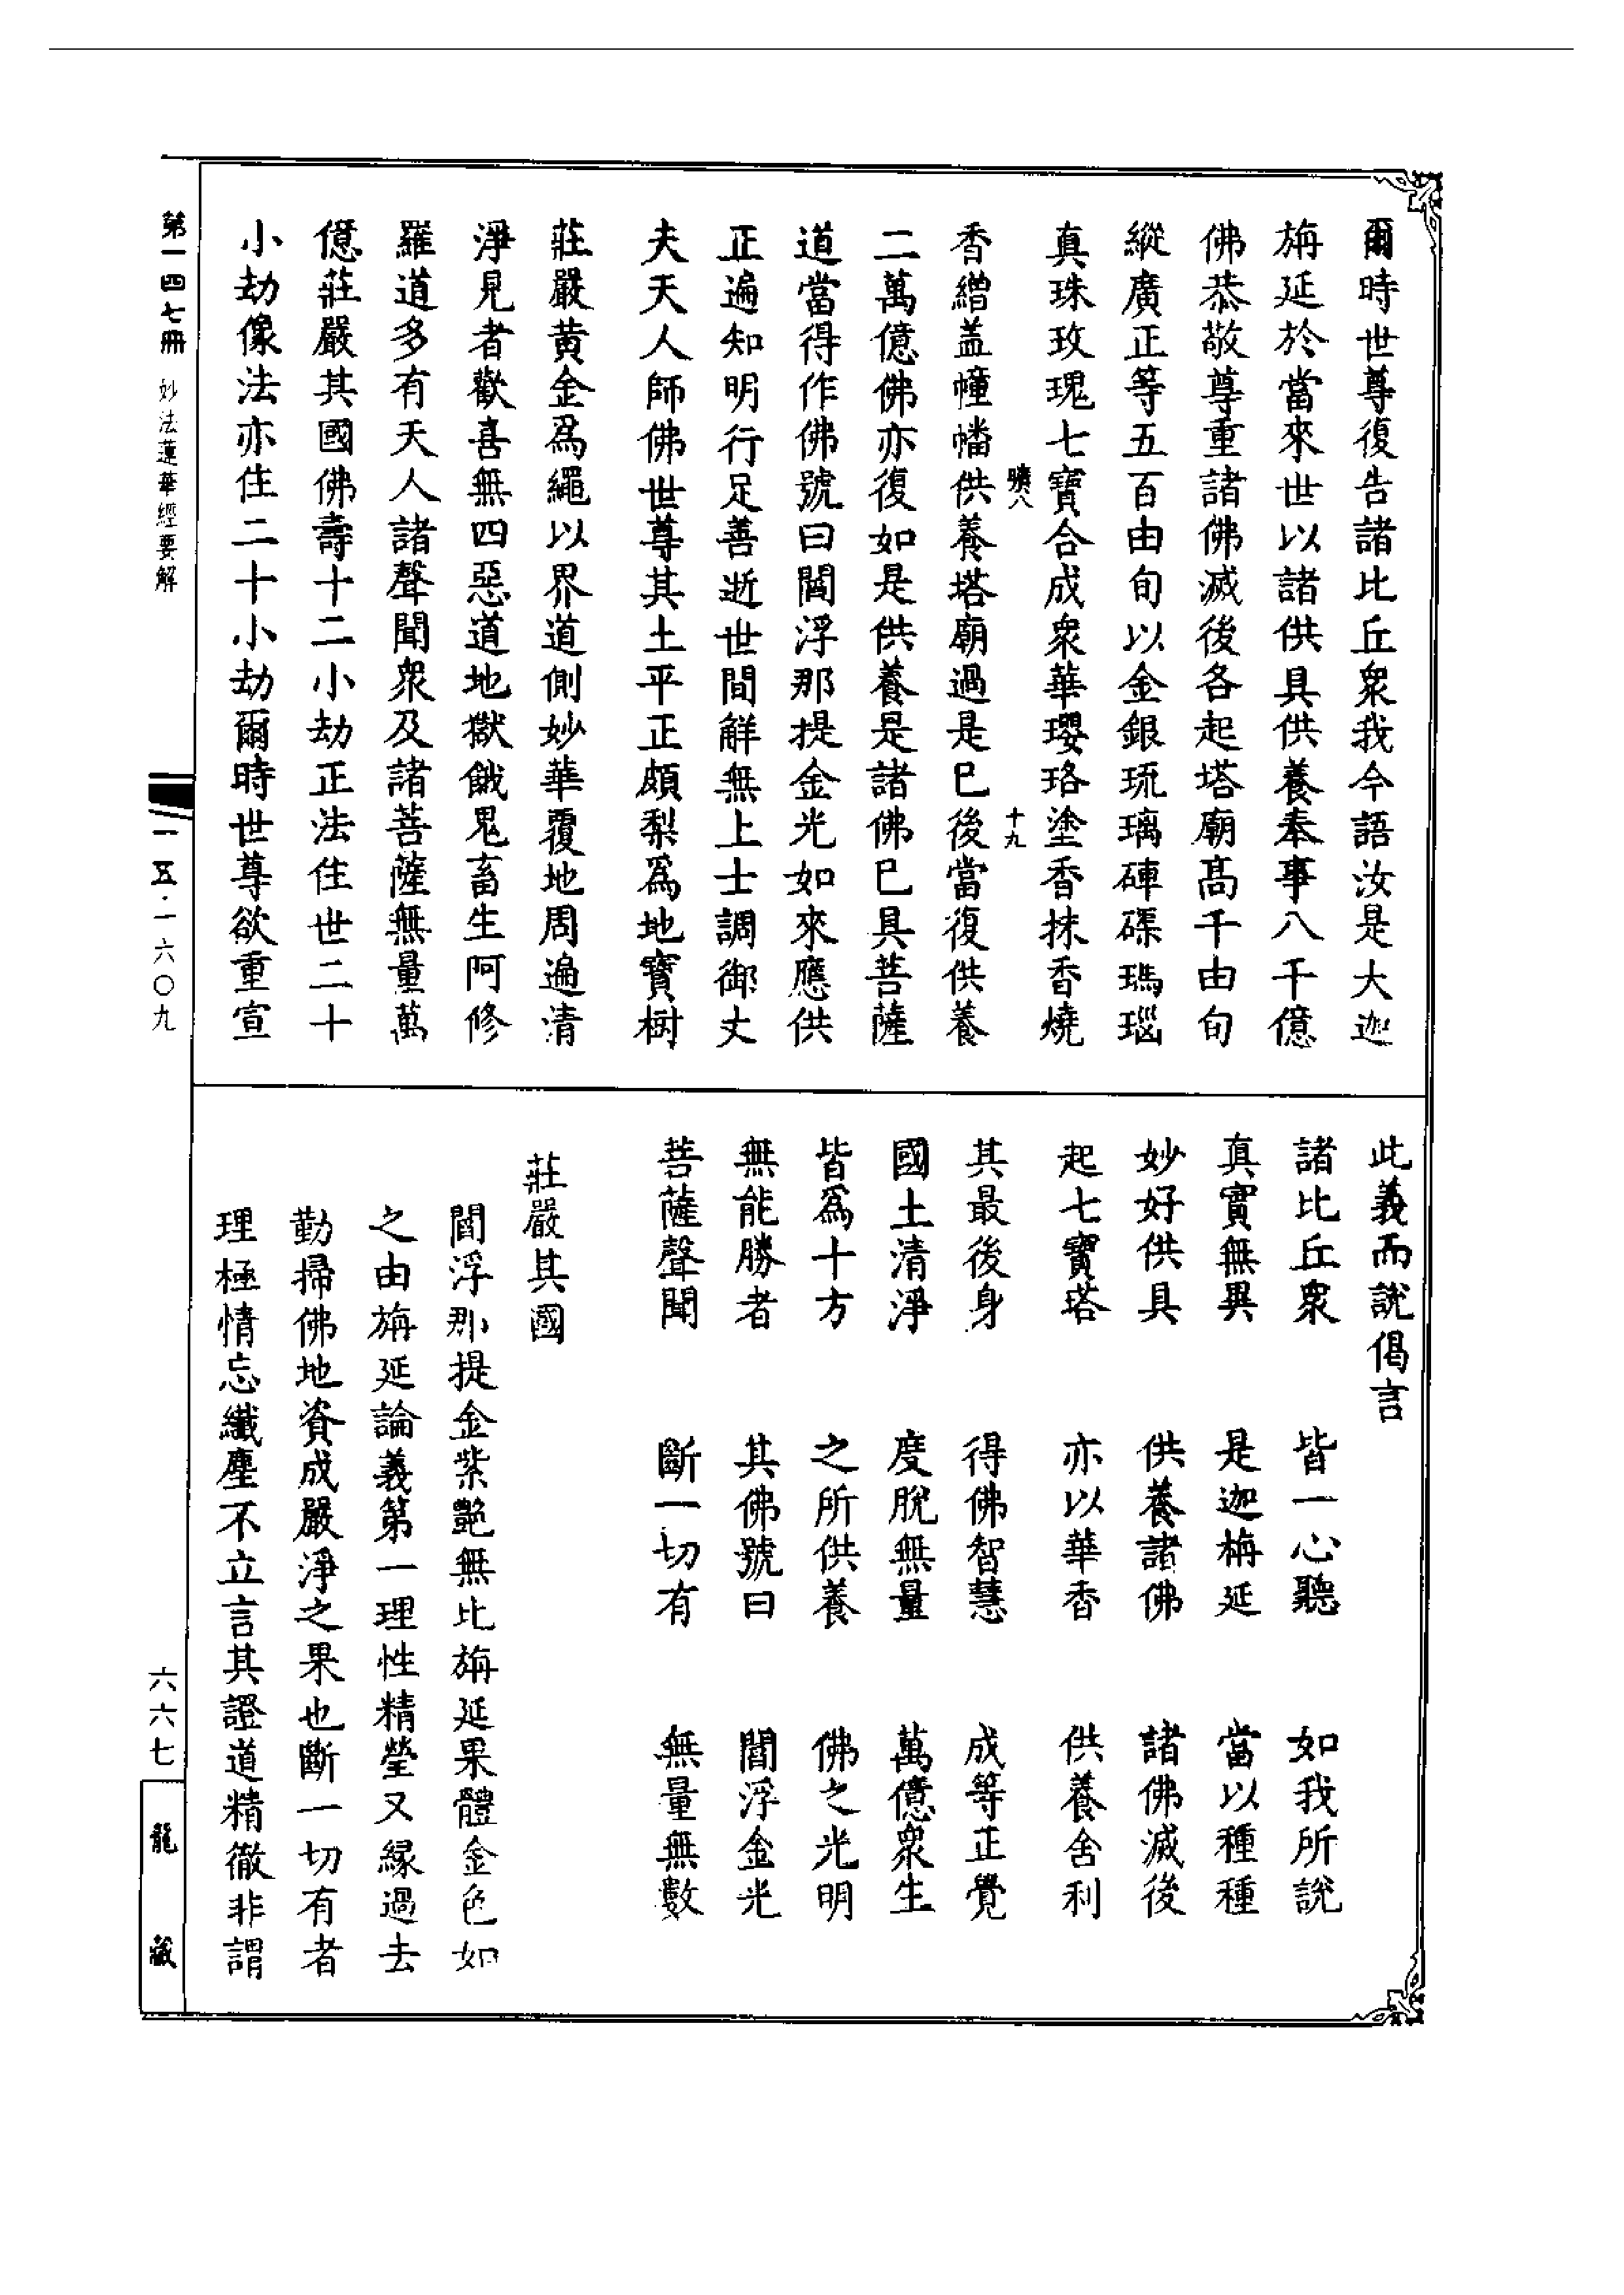 爾時世尊復告諸比丘衆我今語汝是大迦
旃延於當來世以諸供具供養奉事八千億
佛恭敬尊重諸佛滅後各起塔廟髙千由旬
縱廣正等五百由旬以金銀琉璃硨磲瑪瑙
真珠玫瑰七寶合成衆華瓔珞塗香抹香燒
八
十九
香繒盖幢幡供養塔廟過是已後當復供養
二萬億佛亦復如是供養是諸佛已具菩薩
道當得作佛號曰閻浮那提金光如來應供
正遍知明行足善逝世間解無上士調御丈
夫天人師佛世尊其土平正頗梨爲地寶樹
莊嚴黄金爲繩以界道側妙華覆地周遍清
淨見者歡喜無四惡道地獄餓鬼畜生阿修
羅道多有天人諸聲聞衆及諸菩薩無量萬
億莊嚴其國佛壽十二小劫正法住世二十
小劫像法亦住二十小劫爾時世尊欲重宣
此義而說偈言
諸比丘衆 皆一心聽 如我所說
真實無異 是迦栴延 當以種種
妙好供具 供養諸佛 諸佛滅後
起七寶塔 亦以華香 供養舍利
其最後身 得佛智慧 成等正覺
國土清淨 度脫無量 萬億衆生
皆爲十方 之所供養 佛之光明
無能勝者 其佛號曰 閻浮金光
菩薩聲聞 斷一切有 無量無數
莊嚴其國
閻浮那提金紫艷無比旃延果體金色如
之由旃延論義第一理性精瑩又緣過去
勤掃佛地資成嚴淨之果也斷一切有者
理極情忘纖塵不立言其證道精徹非謂
第一四七冊 妙法蓮華經要解
一一五·一六〇九
六六七
龍藏